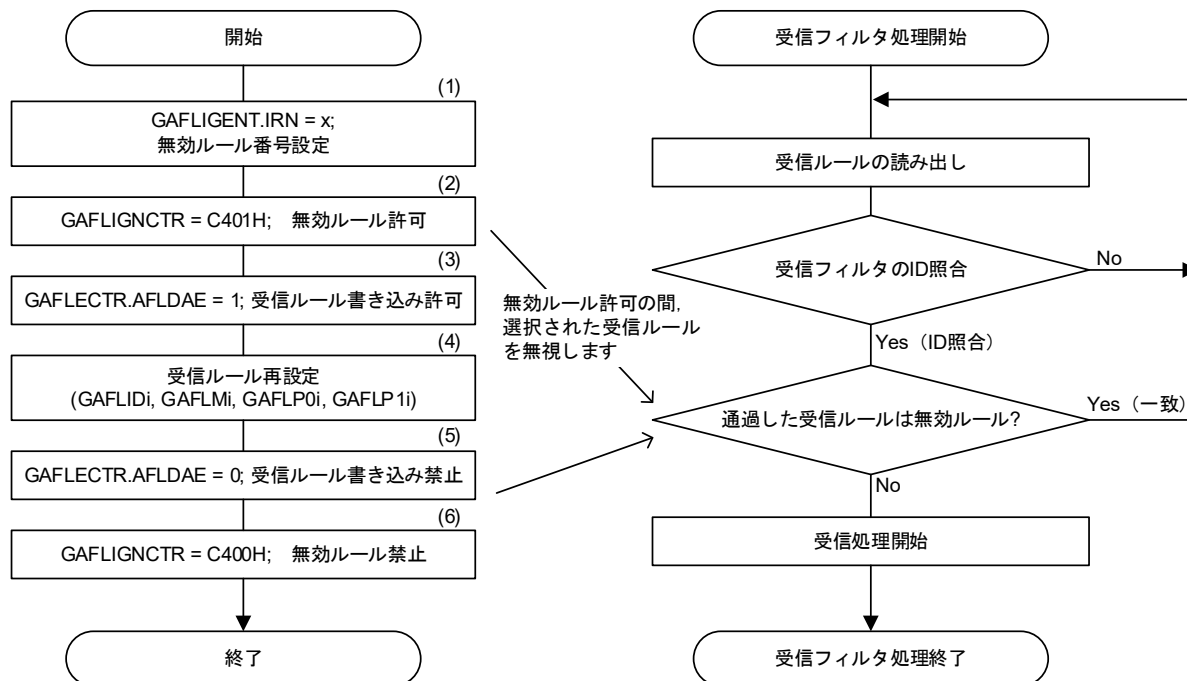 開始
(1)
GAFLIGENT.IRN = x;
無効ルール番号設定
(2)
GAFLIGNCTR = C401H; 無効ルール許可
(3)
GAFLECTR.AFLDAE = 1; 受信ルール書き込み許可
(4)
受信ルール再設定
(GAFLIDi, GAFLMi, GAFLP0i, GAFLP1i)
(5)
GAFLECTR.AFLDAE = 0; 受信ルール書き込み禁止
(6)
GAFLIGNCTR = C400H; 無効ルール禁止
終了
無効ルール許可の間,
選択された受信ルール
を無視します
受信フィルタ処理開始
受信ルールの読み出し
受信フィルタのID照合
No
Yes（ID照合）
通過した受信ルールは無効ルール?
Yes（一致）
No
受信処理開始
受信フィルタ処理終了